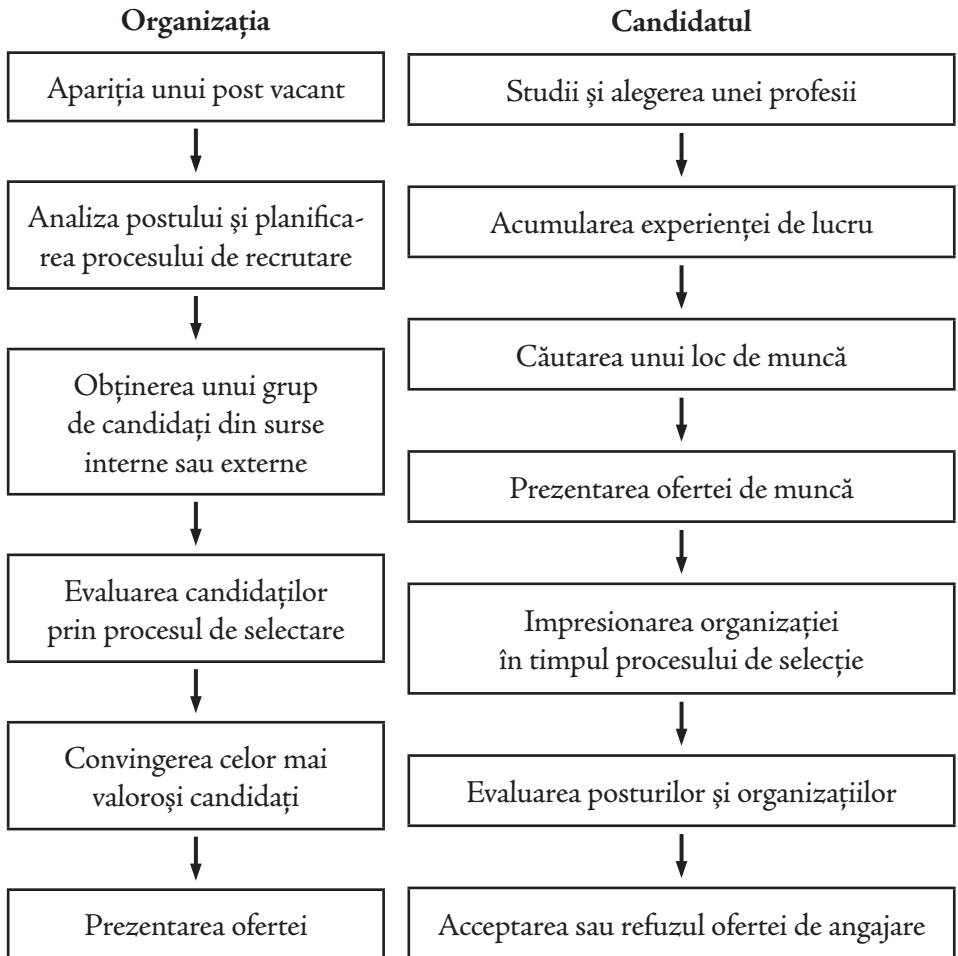 Organizația
Apariția unui post vacant
Analiza postului și planifica-
rea procesului de recrutare
Obținerea unui grup
de candidați din surse
interne sau externe
Evaluarea candidaților
prin procesul de selectare
Convingerea celor mai
valoroși candidați
Prezentarea ofertei
Candidatul
Studii și alegerea unei profesii
Acumularea experienței de lucru
Căutarea unui loc de muncă
Prezentarea ofertei de muncă
Impresionarea organizației
în timpul procesului de selecție
Evaluarea posturilor și organizațiilor
Acceptarea sau refuzul ofertei de angajare